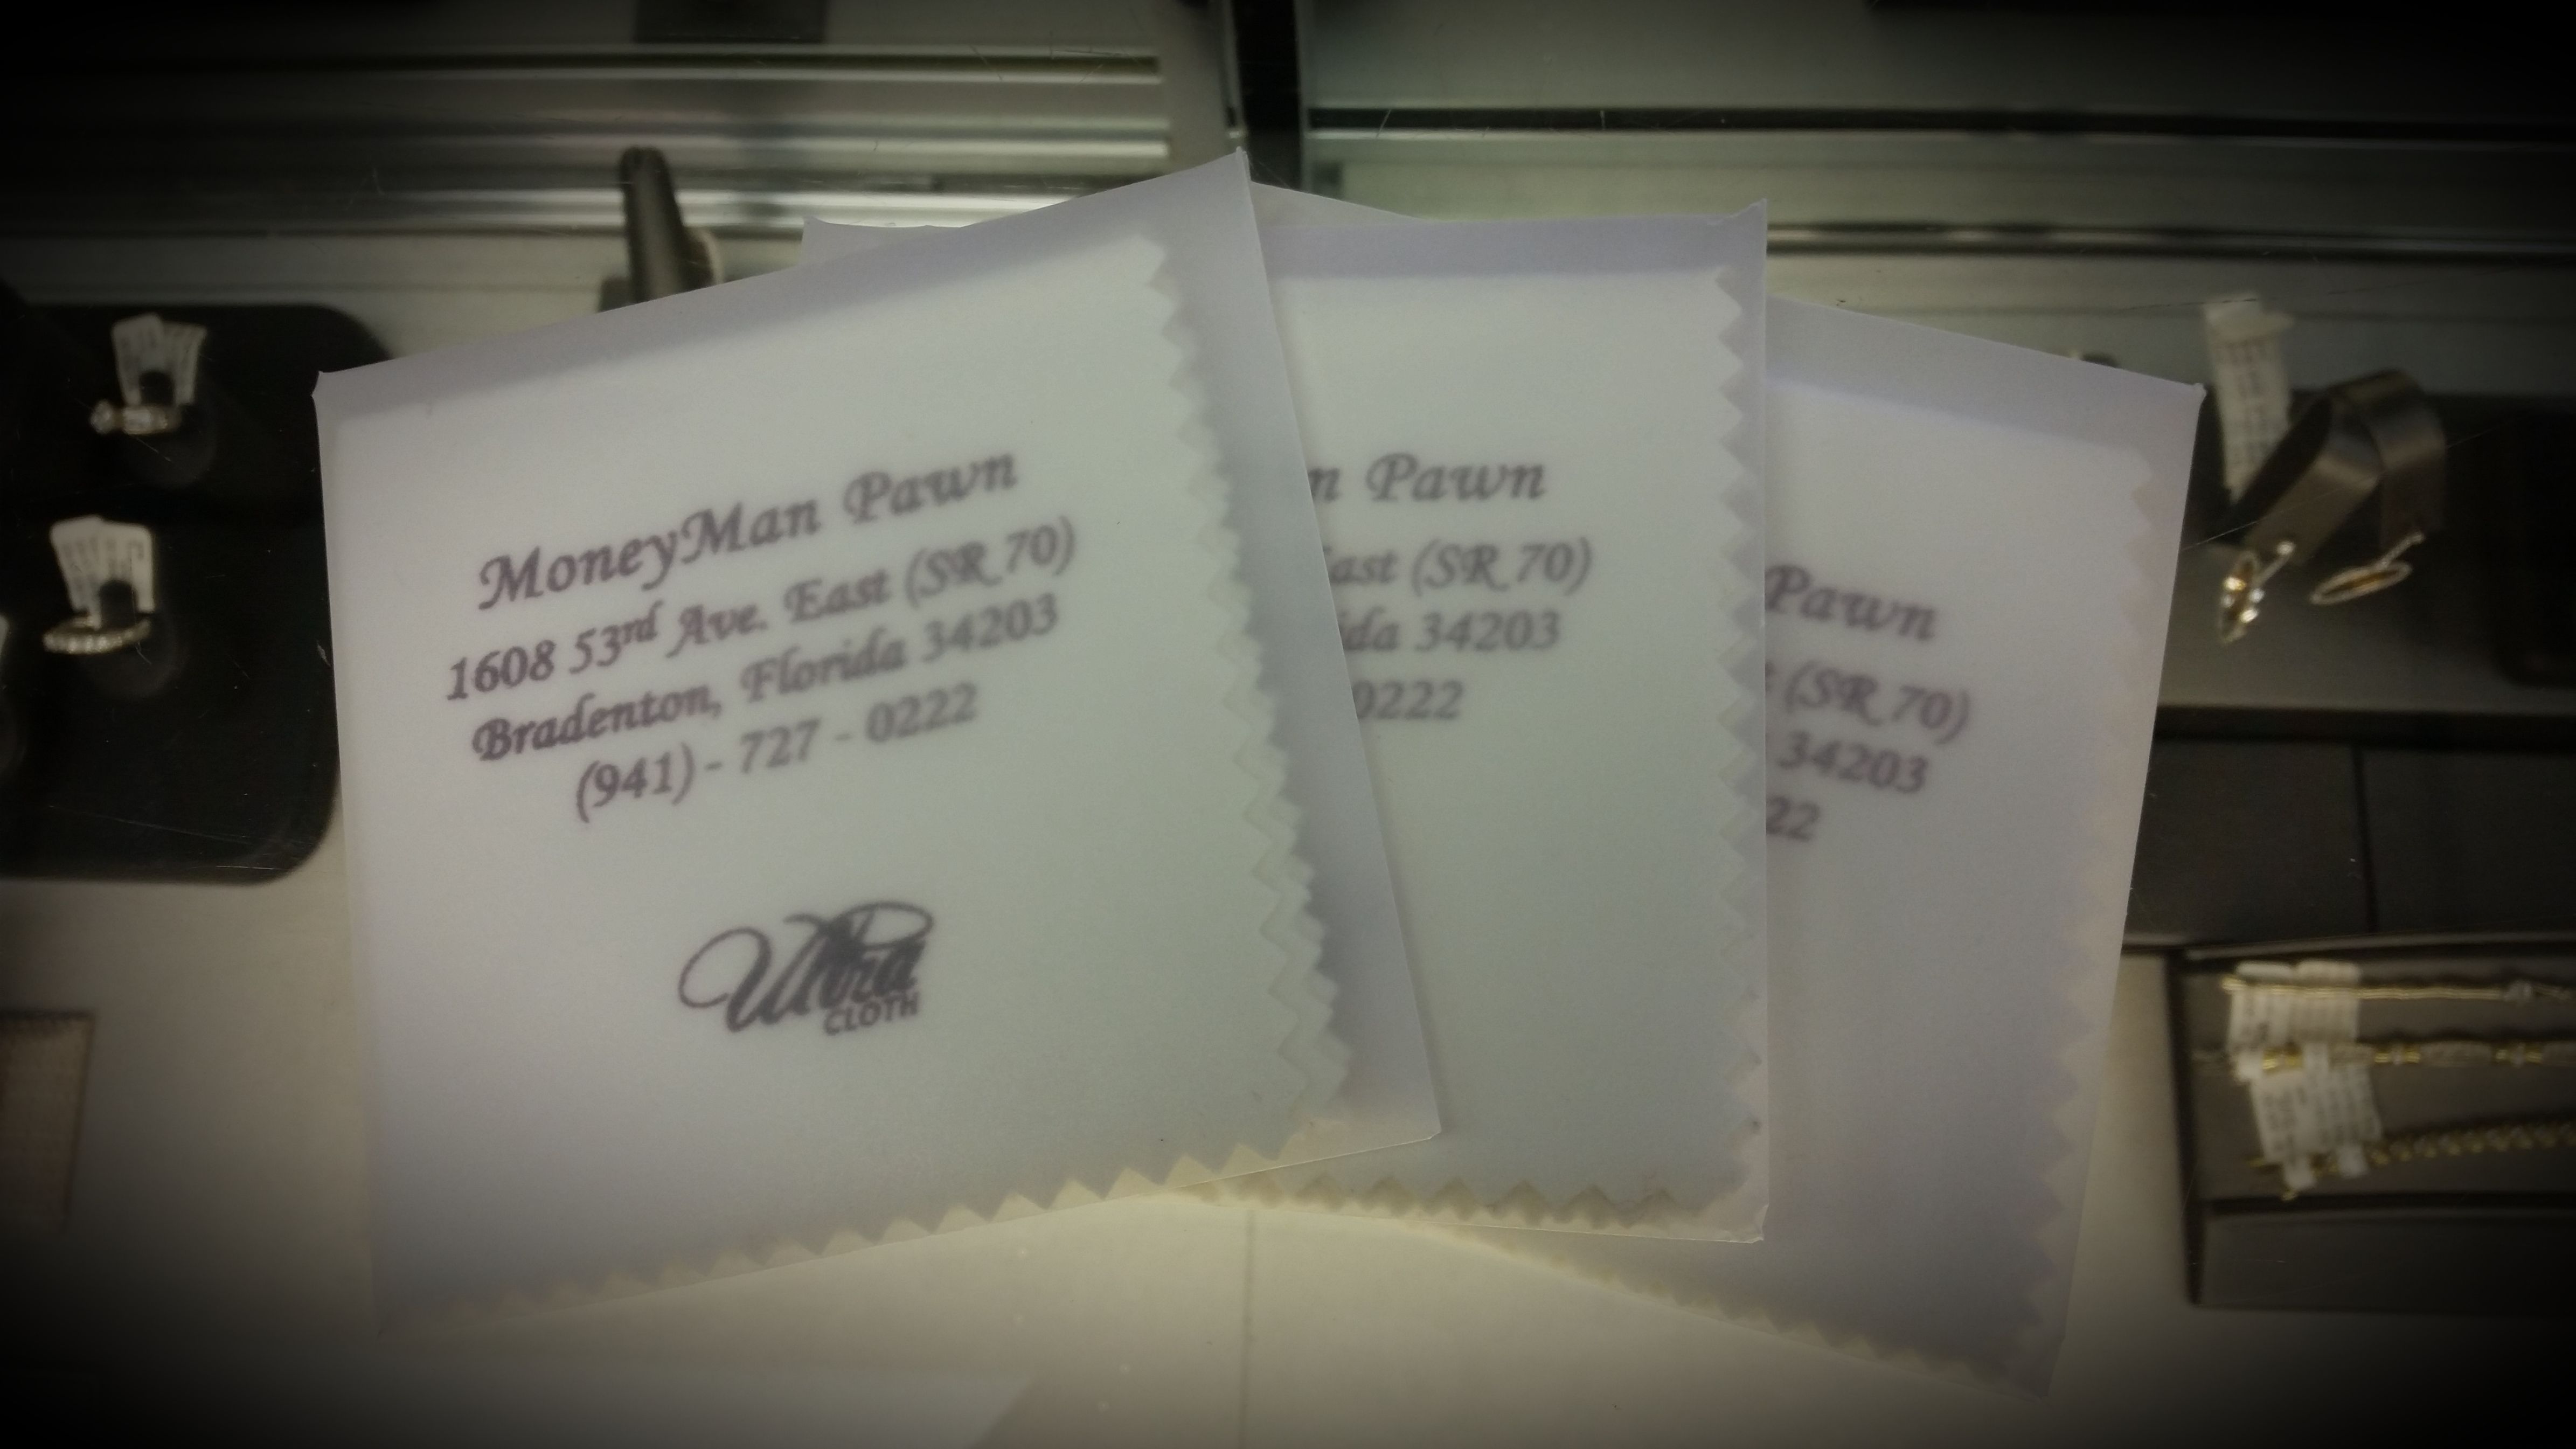 MoneyMan Pawn
1608 53rd Ave. East (SR 70)
Bradenton, Florida 34203
(941) - 727 - 0222
Ultra
CLOTH
n Pawn
East (SR 70)
ida 34203
0222
Pawn
t (SR 70)
34203
22